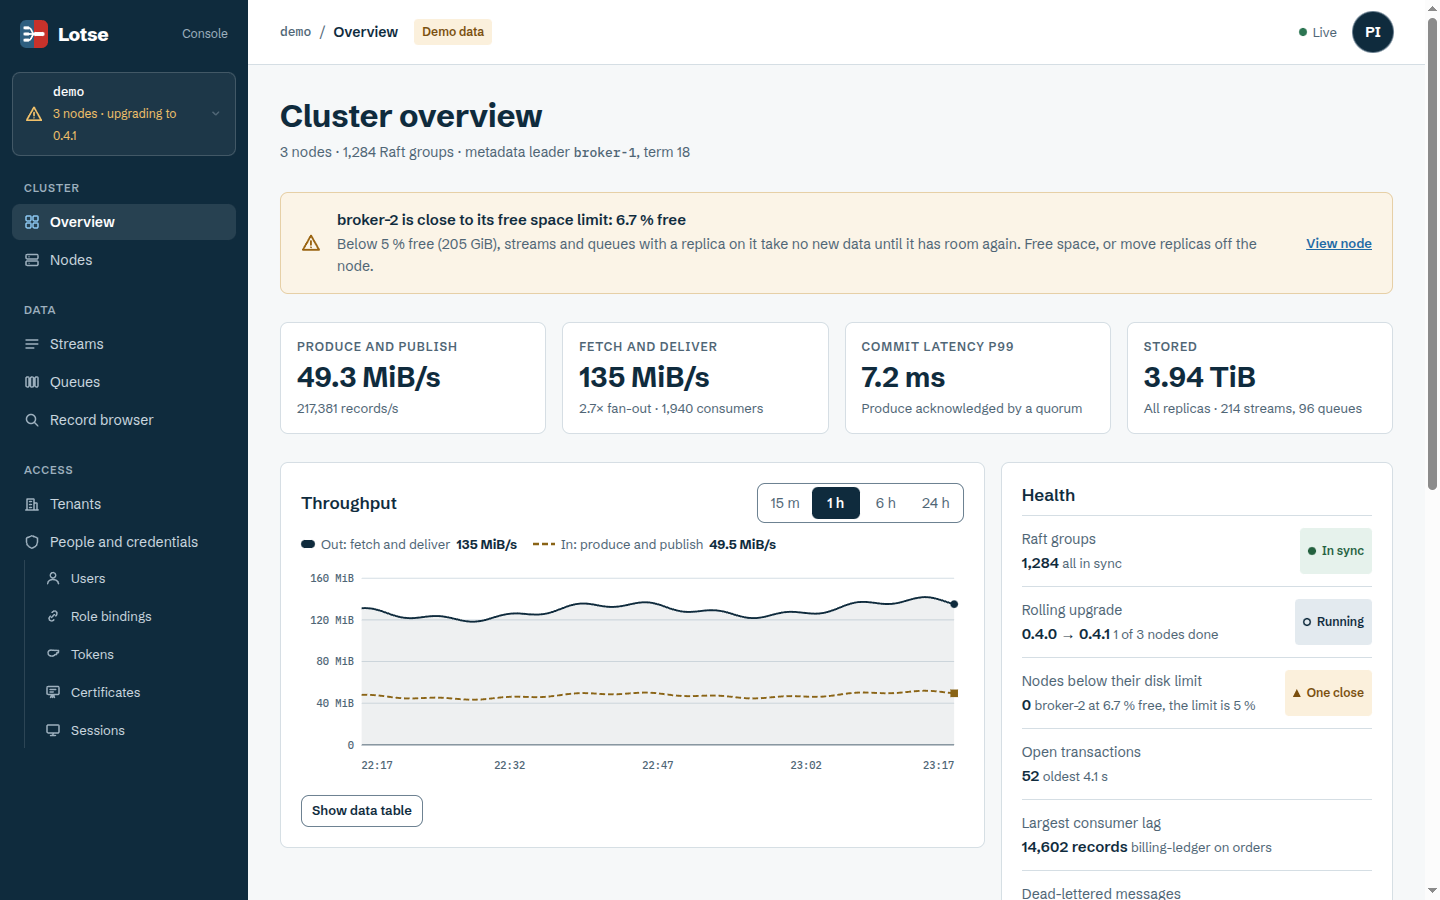 Lotse
Console
demo
3 nodes · upgrading to
0.4.1
CLUSTER
Overview
Nodes
DATA
Streams
Queues
Record browser
ACCESS
Tenants
People and credentials
Users
Role bindings
Tokens
Certificates
Sessions
demo / Overview
Demo data
Live
PI
Cluster overview
3 nodes · 1,284 Raft groups · metadata leader broker-1, term 18
broker-2 is close to its free space limit: 6.7 % free
Below 5 % free (205 GiB), streams and queues with a replica on it take no new data until it has room again. Free space, or move replicas off the
node.
View node
PRODUCE AND PUBLISH
49.3 MiB/s
217,381 records/s
FETCH AND DELIVER
135 MiB/s
2.7× fan-out · 1,940 consumers
COMMIT LATENCY P99
7.2 ms
Produce acknowledged by a quorum
STORED
3.94 TiB
All replicas · 214 streams, 96 queues
Throughput
15 m 1 h 6 h 24 h
Out: fetch and deliver 135 MiB/s In: produce and publish 49.5 MiB/s
160 MiB
120 MiB
80 MiB
40 MiB
0
22:17 22:32 22:47 23:02 23:17
Show data table
Health
Raft groups
1,284 all in sync
In sync
Rolling upgrade
0.4.0 → 0.4.1 1 of 3 nodes done
Running
Nodes below their disk limit
0 broker-2 at 6.7 % free, the limit is 5 %
One close
Open transactions
52 oldest 4.1 s
Largest consumer lag
14,602 records billing-ledger on orders
Dead-lettered messages